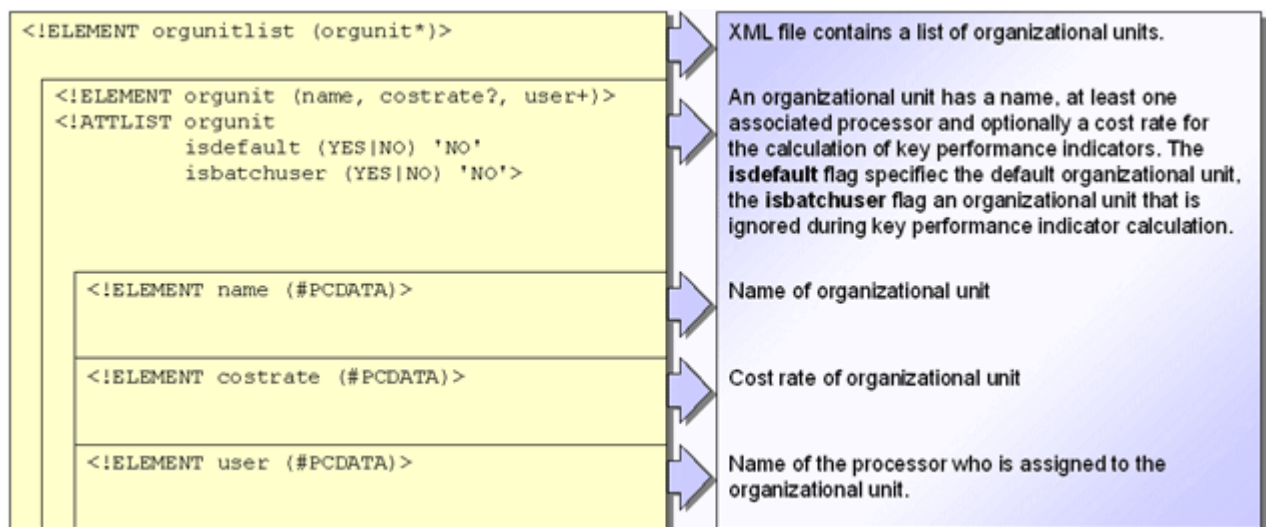 <!ELEMENT orgunitlist (orgunit*)>
XML file contains a list of organizational units.
<!ELEMENT orgunit (name, costrate?, user+)>
<!ATTLIST orgunit
isdefault (YES|NO) 'NO'
isbatchuser (YES|NO) 'NO'>
An organizational unit has a name, at least one
associated processor and optionally a cost rate for
the calculation of key performance indicators. The
isdefault flag specifiec the default organizational unit,
the isbatchuser flag an organizational unit that is
ignored during key performance indicator calculation.
<!ELEMENT name (#PCDATA)>
Name of organizational unit
<!ELEMENT costrate (#PCDATA)>
Cost rate of organizational unit
<!ELEMENT user (#PCDATA)>
Name of the processor who is assigned to the
organizational unit.